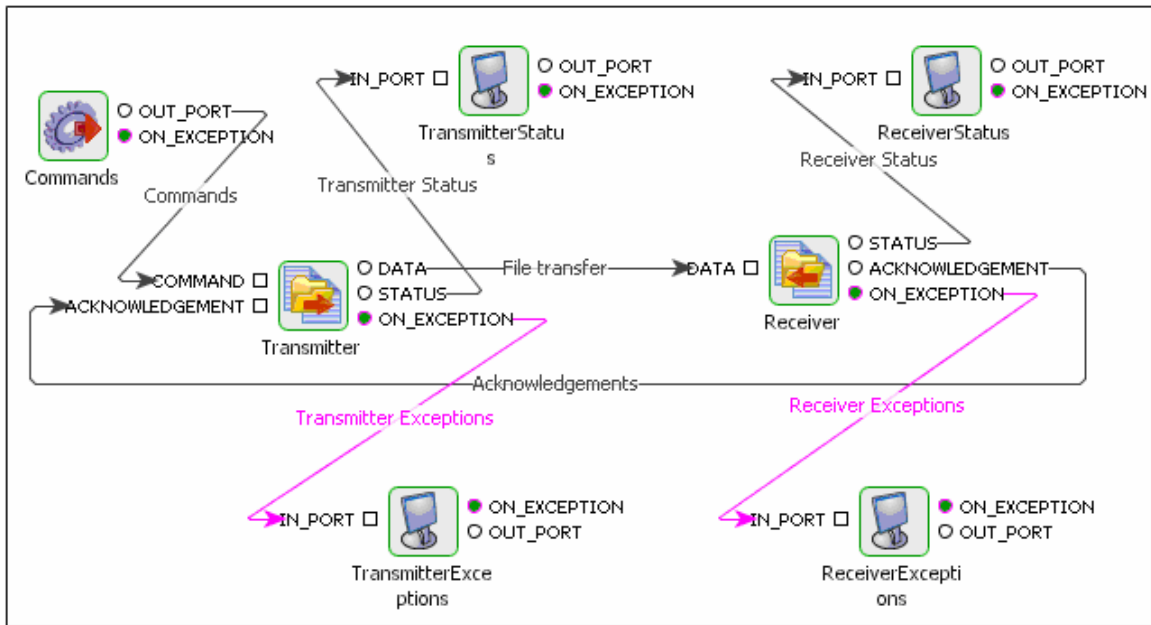 IN_PORT
OUT_PORT
ON_EXCEPTION
TransmitterStatu
s
IN_PORT
OUT_PORT
ON_EXCEPTION
ReceiverStatus
OUT_PORT
ON_EXCEPTION
Commands
Commands
Transmitter Status
Receiver Status
COMMAND
ACKNOWLEDGEMENT
DATA
STATUS
ON_EXCEPTION
Transmitter
File transfer
DATA
STATUS
ACKNOWLEDGEMENT
ON_EXCEPTION
Receiver
Acknowledgements
Transmitter Exceptions
Receiver Exceptions
IN_PORT
ON_EXCEPTION
OUT_PORT
TransmitterExce
ptions
IN_PORT
ON_EXCEPTION
OUT_PORT
ReceiverExcepti
ons